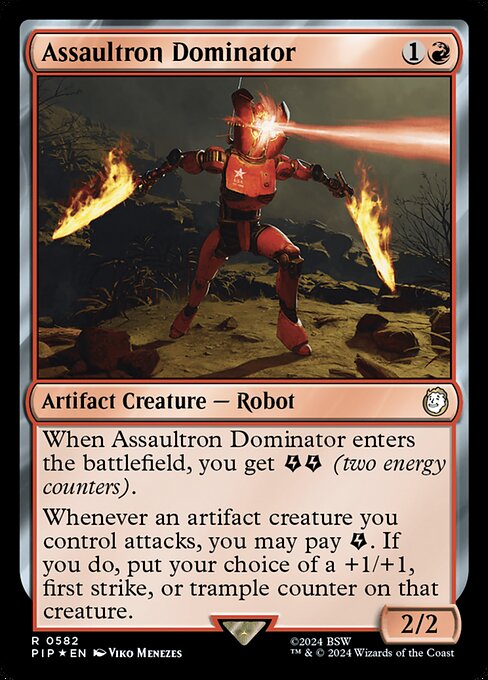 Assaultron Dominator 1
Artifact Creature — Robot
When Assaultron Dominator enters
the battlefield, you get (two energy
counters).
Whenever an artifact creature you
control attacks, you may pay . If
you do, put your choice of a +1/+1,
first strike, or trample counter on that
creature.
2/2
R 0582
PIP ★ EN Viko Menezes
©2024 BSW
™ & © 2024 Wizards of the Coast